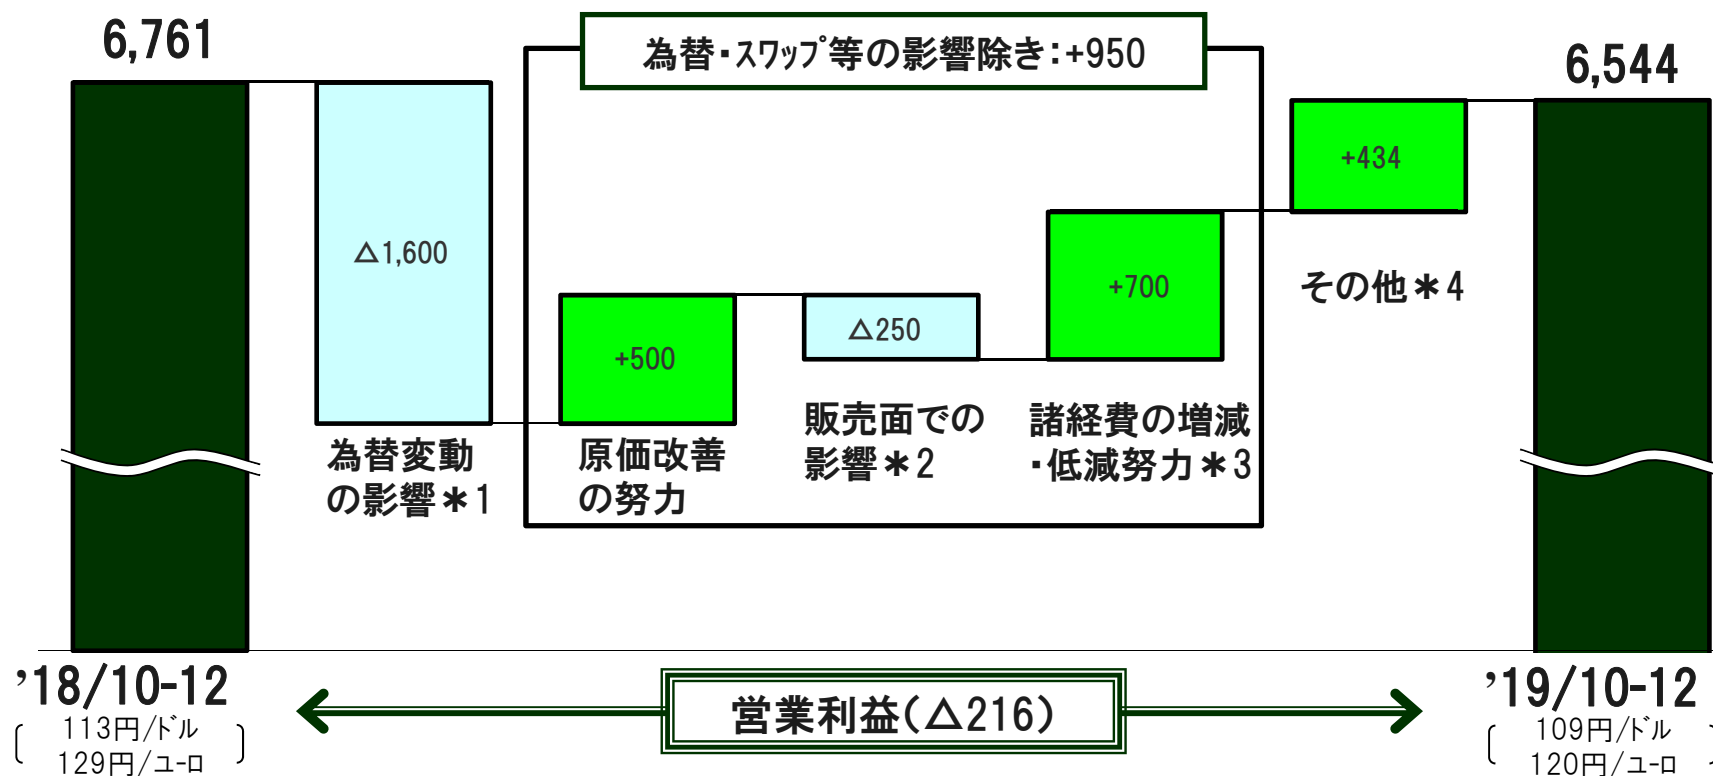 6,761
為替・スワップ等の影響除き：+950
6,544
+434
△1,600
+700
その他＊4
△250
+500
販売面での
影響＊2
諸経費の増減
・低減努力＊3
為替変動
の影響＊1
原価改善
の努力
’18/10-12
113円/ドル
129円/ユーロ
営業利益（△216）
’19/10-12
109円/ドル
120円/ユーロ